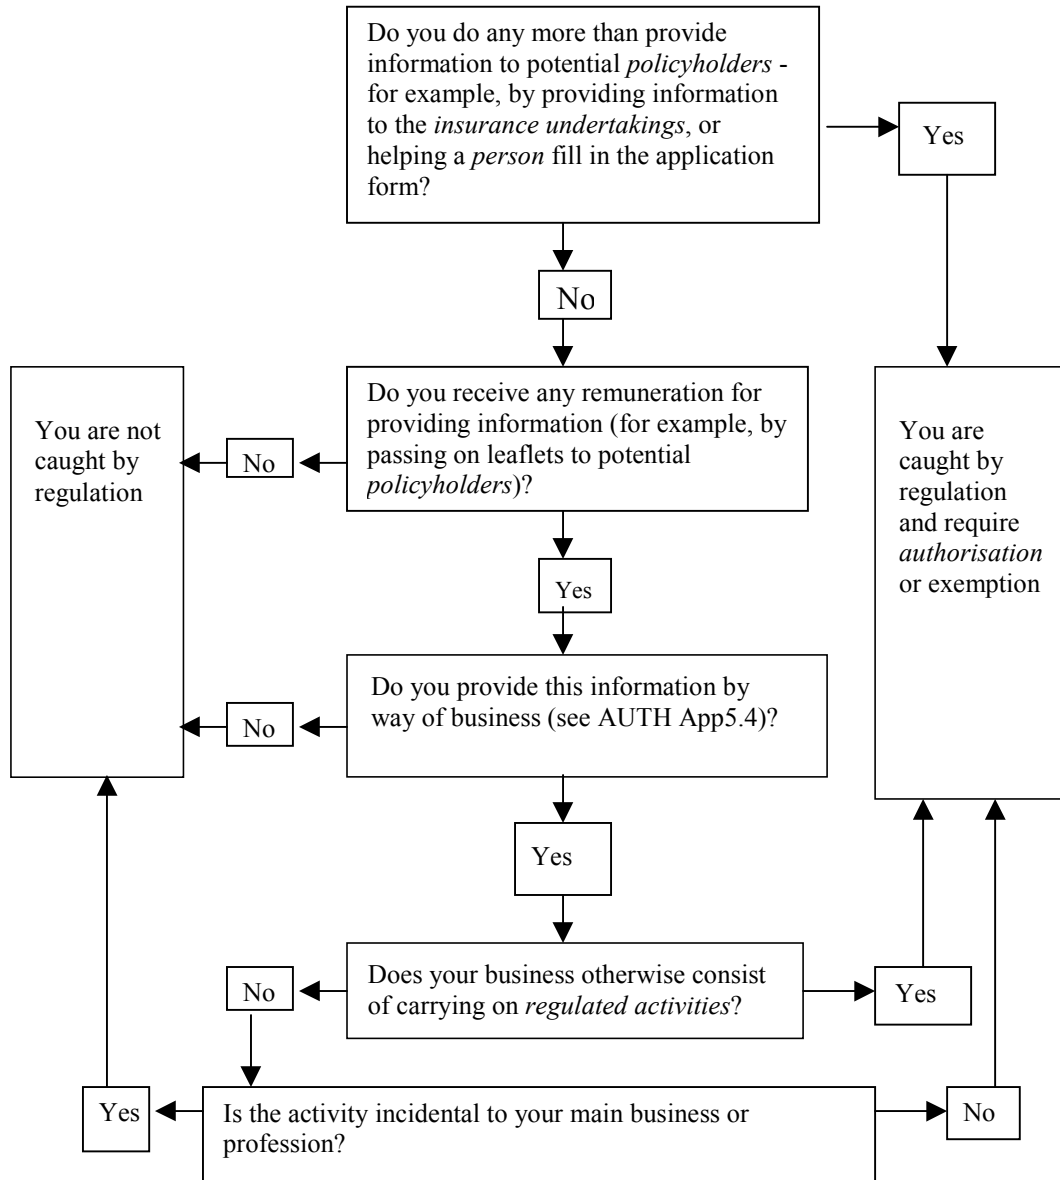 Do you do any more than provide
information to potential policyholders -
for example, by providing information
to the insurance undertakings, or
helping a person fill in the application
form?
Yes
No
Do you receive any remuneration for
providing information (for example, by
passing on leaflets to potential
policyholders)?
No
You are not
caught by
regulation
You are
caught by
regulation
and require
authorisation
or exemption
Yes
Do you provide this information by
way of business (see AUTH App5.4)?
No
Yes
Does your business otherwise consist
of carrying on regulated activities?
No
Yes
Is the activity incidental to your main business or
profession?
Yes
No